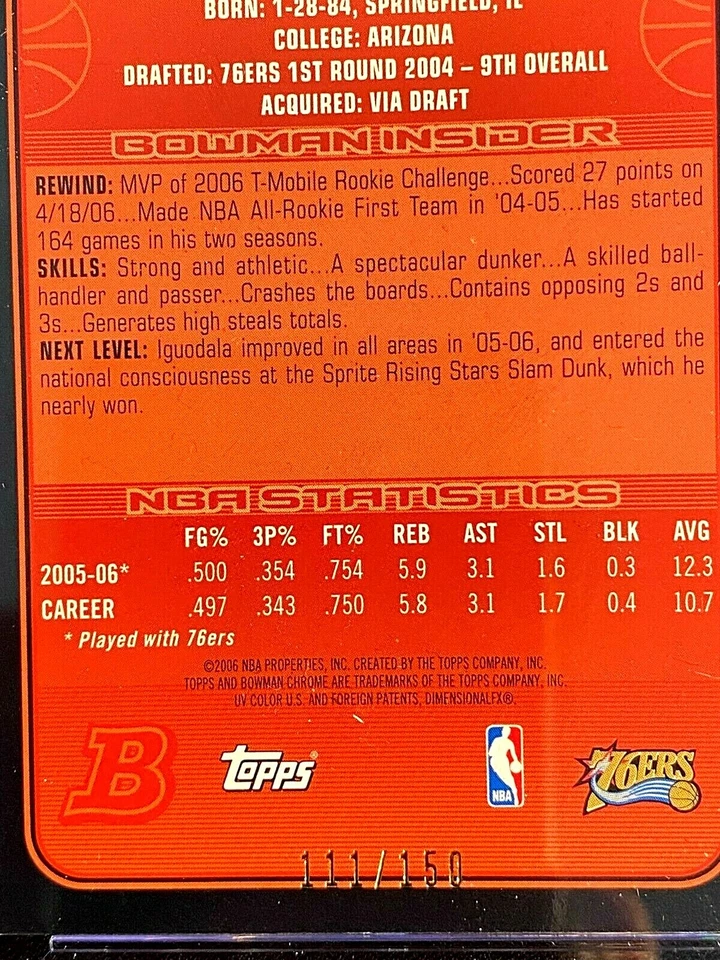 BORN: 1-28-84, SPRINGFIELD, IL
COLLEGE: ARIZONA
DRAFTED: 76ERS 1ST ROUND 2004 – 9TH OVERALL
ACQUIRED: VIA DRAFT
BOWMAN INSIDER
REWIND: MVP of 2006 T-Mobile Rookie Challenge...Scored 27 points on
4/18/06...Made NBA All-Rookie First Team in '04-05...Has started
164 games in his two seasons.
SKILLS: Strong and athletic...A spectacular dunker...A skilled ball-
handler and passer...Crashes the boards...Contains opposing 2s and
3s...Generates high steals totals.
NEXT LEVEL: Iguodala improved in all areas in '05-06, and entered the
national consciousness at the Sprite Rising Stars Slam Dunk, which he
nearly won.
NBA STATISTICS
FG% 3P% FT% REB AST STL BLK AVG
2005-06* .500 .354 .754 5.9 3.1 1.6 0.3 12.3
CAREER .497 .343 .750 5.8 3.1 1.7 0.4 10.7
* Played with 76ers
©2006 NBA PROPERTIES, INC. CREATED BY THE TOPPS COMPANY, INC.
TOPPS AND BOWMAN CHROME ARE TRADEMARKS OF THE TOPPS COMPANY, INC.
UV COLOR U.S. AND FOREIGN PATENTS, DIMENSIONALFX®.
B Topps® NBA 76ERS
111/150